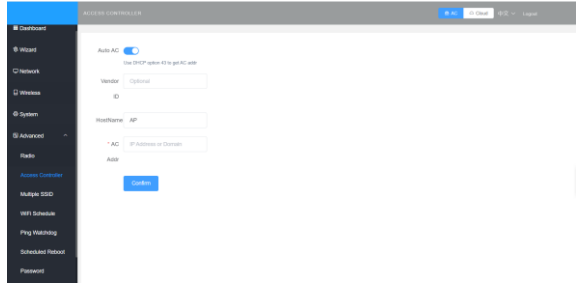 ACCESS CONTROLLER
AC
Cloud
中文
Logout
Dashboard
Wizard
Network
Wireless
System
Advanced
Radio
Access Controller
Multiple SSID
WiFi Schedule
Ping Watchdog
Scheduled Reboot
Password
Auto AC
Use DHCP option 43 to get AC addr
Vendor ID
Optional
HostName
AP
* AC Addr
IP Address or Domain
Confirm